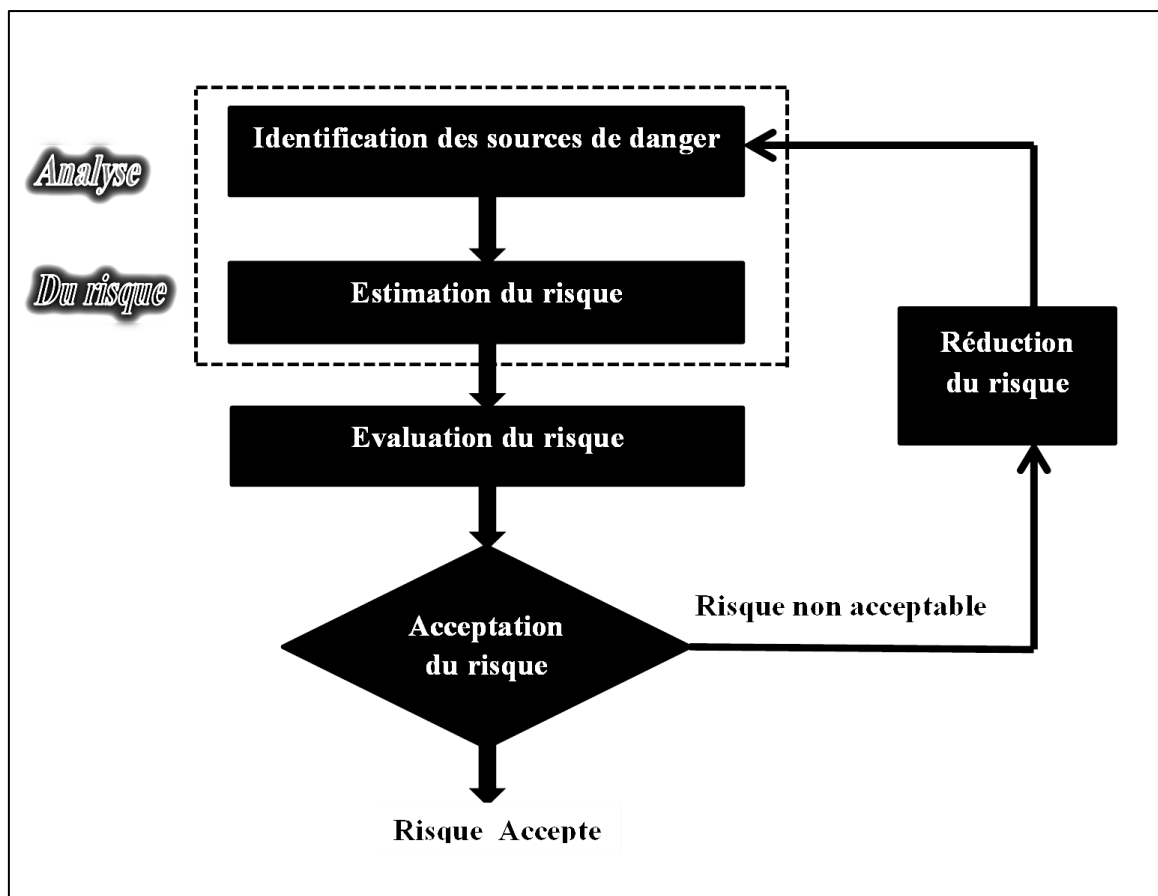 Identification des sources de danger
Analyse
Du risque
Estimation du risque
Réduction
du risque
Evaluation du risque
Risque non acceptable
Acceptation
du risque
Risque Accepte